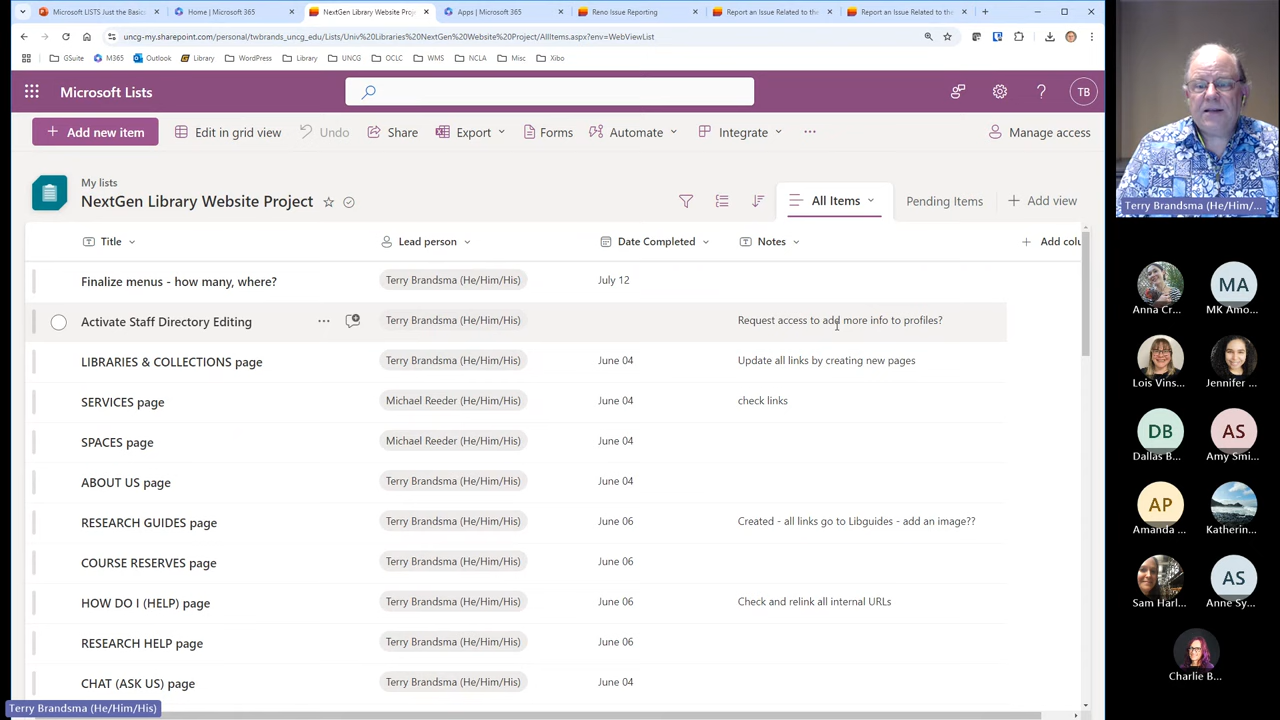 Microsoft LISTS Just the Basics
Home | Microsoft 365
NextGen Library Website Proj
Apps | Microsoft 365
Reno Issue Reporting
Report an Issue Related to the
Report an Issue Related to the
uncg-my.sharepoint.com/personal/twbrands_uncg_edu/Lists/Univ%20Libraries%20NextGen%20Website%20Project/AllItems.aspx?env=WebViewList
GSuite M365 Outlook Library WordPress Library UNCG OCLC WMS NCLA Misc Xibo
Microsoft Lists
TB
Add new item Edit in grid view Undo Share Export Forms Automate Integrate Manage access
My lists
NextGen Library Website Project
All Items Pending Items Add view
Title Lead person Date Completed Notes Add colu
Finalize menus - how many, where? Terry Brandsma (He/Him/His) July 12
Activate Staff Directory Editing Terry Brandsma (He/Him/His) Request access to add more info to profiles?
LIBRARIES & COLLECTIONS page Terry Brandsma (He/Him/His) June 04 Update all links by creating new pages
SERVICES page Michael Reeder (He/Him/His) June 04 check links
SPACES page Michael Reeder (He/Him/His) June 04
ABOUT US page Terry Brandsma (He/Him/His) June 04
RESEARCH GUIDES page Terry Brandsma (He/Him/His) June 06 Created - all links go to Libguides - add an image??
COURSE RESERVES page Terry Brandsma (He/Him/His) June 06
HOW DO I (HELP) page Terry Brandsma (He/Him/His) June 06 Check and relink all internal URLs
RESEARCH HELP page Terry Brandsma (He/Him/His) June 06
CHAT (ASK US) page Terry Brandsma (He/Him/His) June 04
Terry Brandsma (He/Him/His)
Terry Brandsma (He/Him/...
MA
Anna Cr... MK Amo...
Lois Vins... Jennifer ...
DB AS
Dallas B... Amy Smi...
AP
Amanda ... Katherin...
AS
Sam Harl... Anne Sy...
Charlie B...